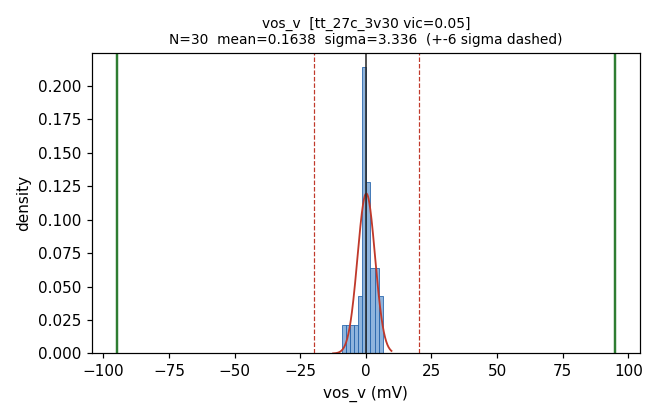 vos_v  [tt_27c_3v30 vic=0.05]
N=30  mean=0.1638  sigma=3.336  (+-6 sigma dashed)
0.200
0.175
0.150
0.125
0.100
0.075
0.050
0.025
0.000
density
−100 −75 −50 −25 0 25 50 75 100
vos_v (mV)